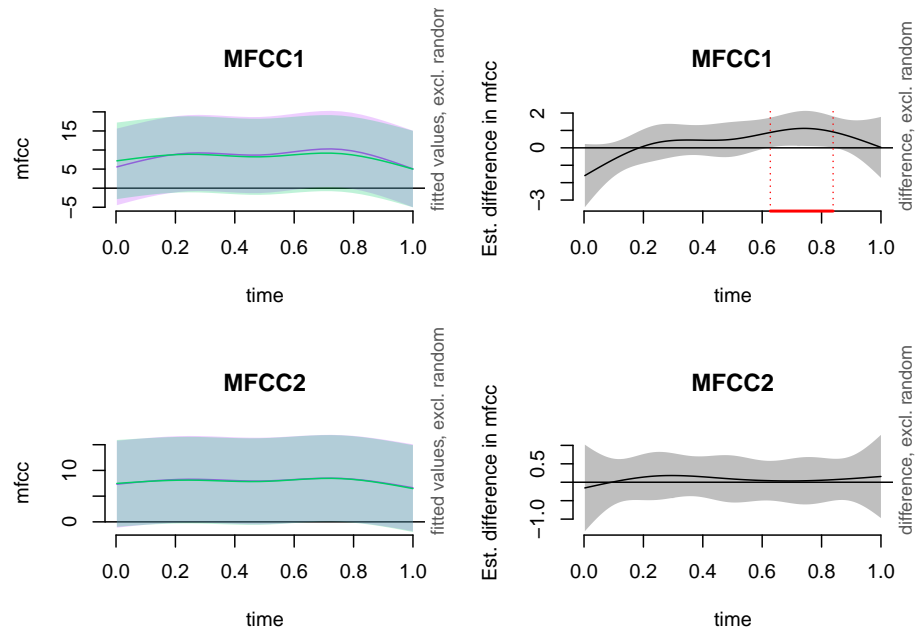 MFCC1
mfcc
15
5
−5
0.0 0.2 0.4 0.6 0.8 1.0
time
fitted values, excl. random
MFCC1
Est. difference in mfcc
2
0
−3
0.0 0.2 0.4 0.6 0.8 1.0
time
difference, excl. random
MFCC2
mfcc
10
0
0.0 0.2 0.4 0.6 0.8 1.0
time
fitted values, excl. random
MFCC2
Est. difference in mfcc
0.5
−1.0
0.0 0.2 0.4 0.6 0.8 1.0
time
difference, excl. random